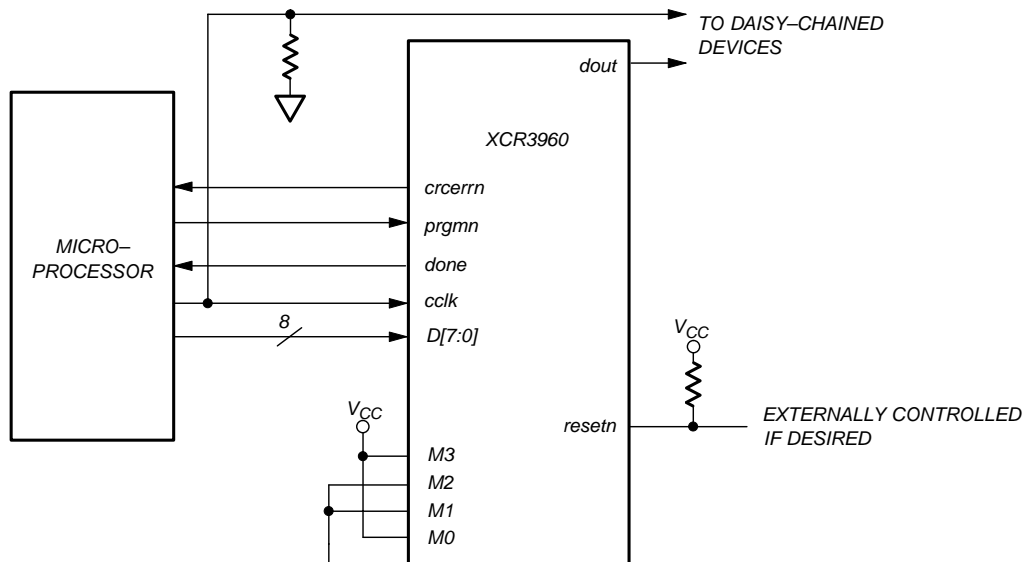 TO DAISY–CHAINED
DEVICES
dout
XCR3960
crcerrn
prgmn
MICRO–
PROCESSOR
done
cclk
8
D[7:0]
VCC
VCC
resetn
EXTERNALLY CONTROLLED
IF DESIRED
M3
M2
M1
M0